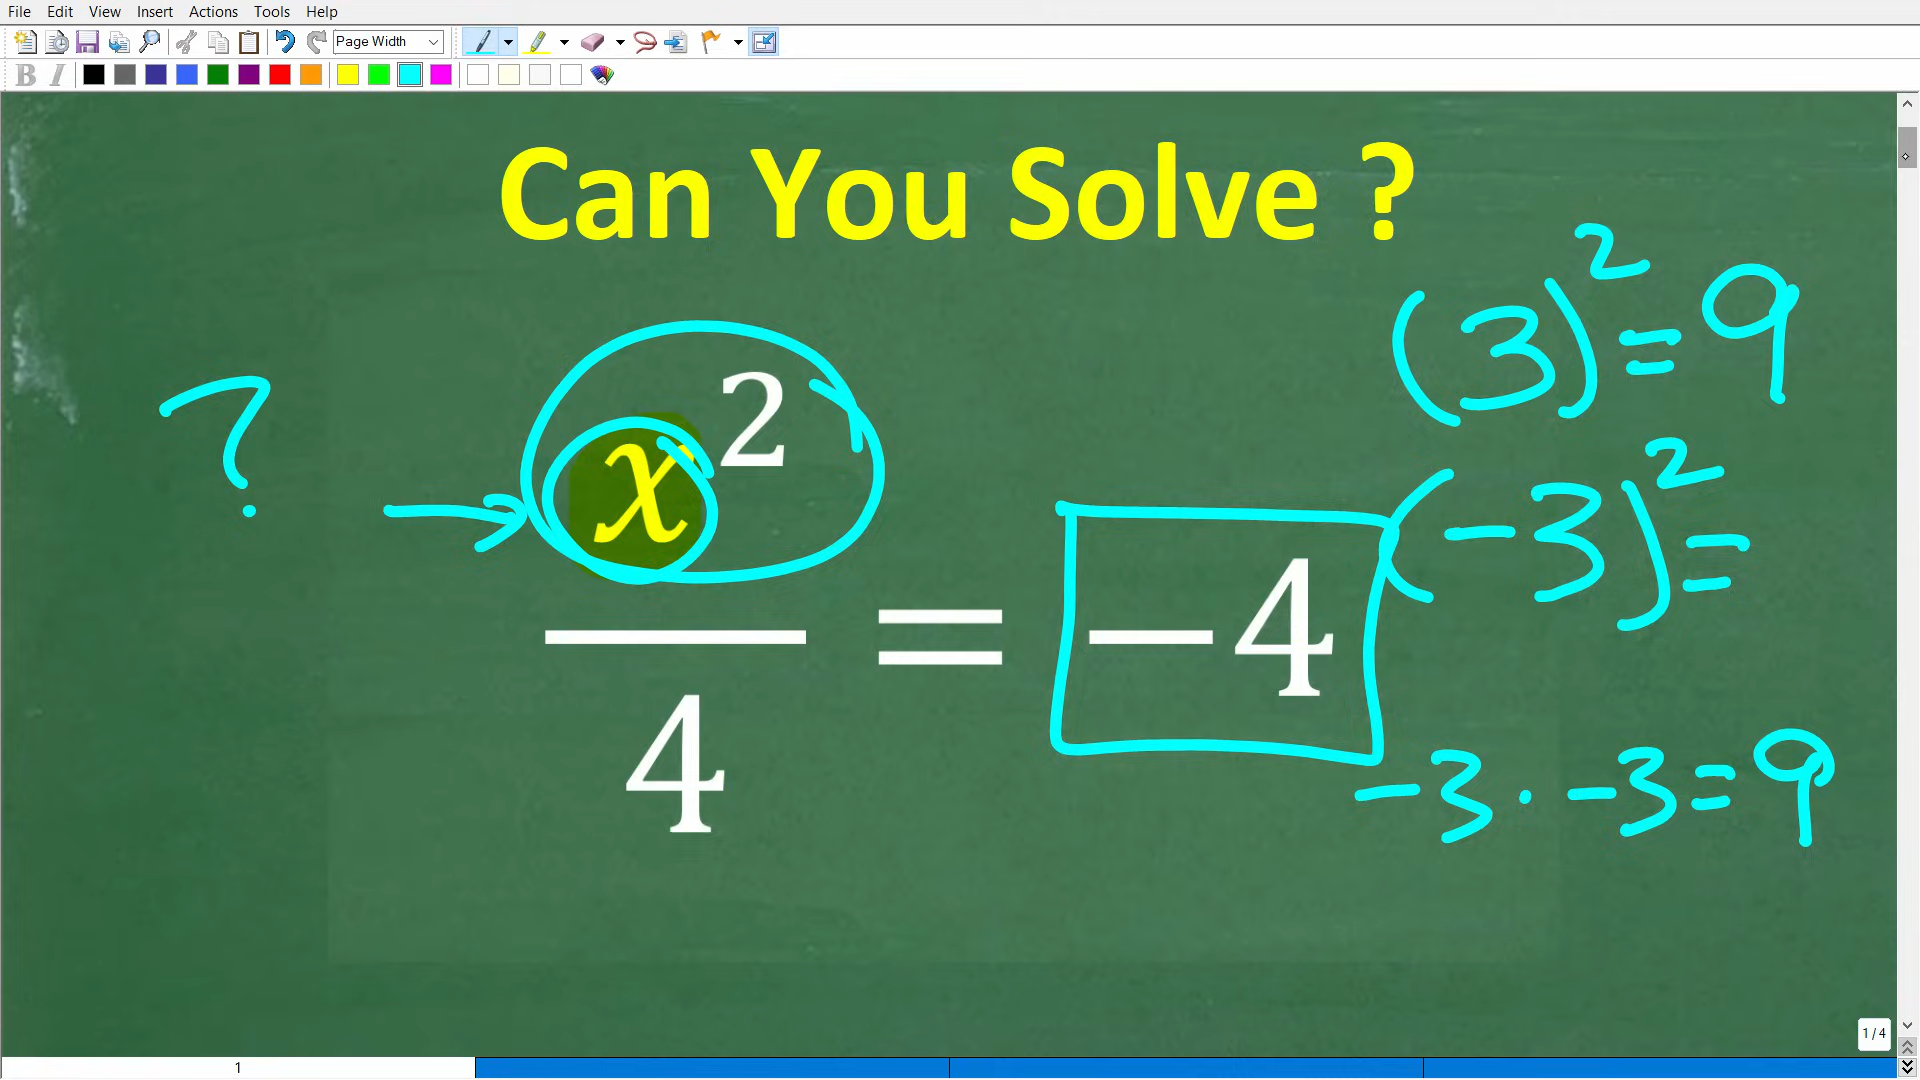 File Edit View Insert Actions Tools Help
Page Width
B I
Can You Solve ?
(3)² = 9
?
x²
→
(-3)² =
— = -4
4
-3 · -3 = 9
1 / 4
1